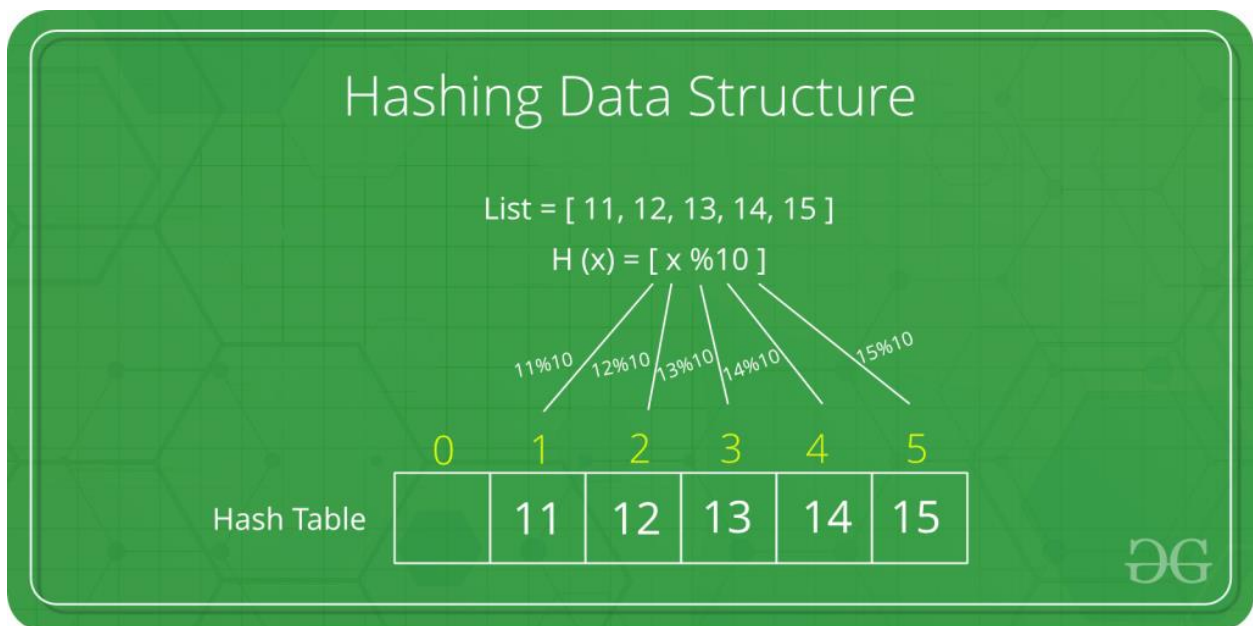 Hashing Data Structure
List = [ 11, 12, 13, 14, 15 ]
H (x) = [ x %10 ]
11%10 12%10 13%10 14%10 15%10
0 1 2 3 4 5
Hash Table 11 12 13 14 15
GG